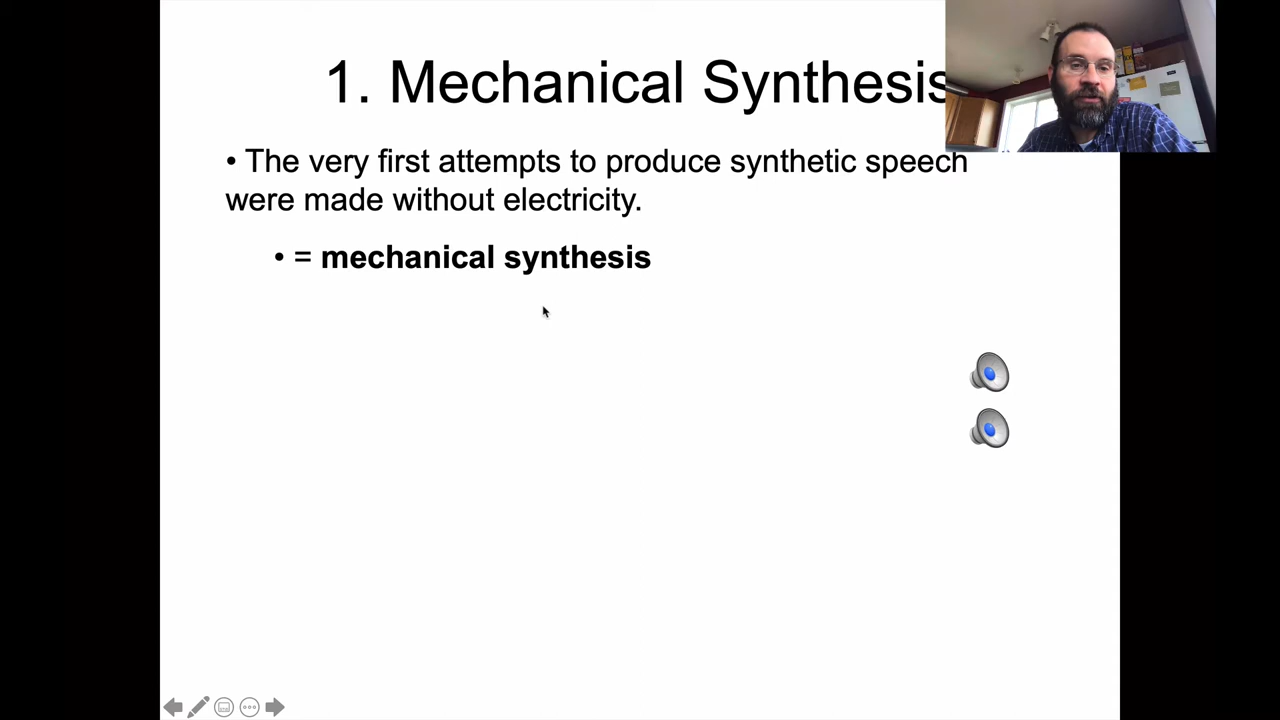 1. Mechanical Synthesis
• The very first attempts to produce synthetic speech
were made without electricity.
• = mechanical synthesis